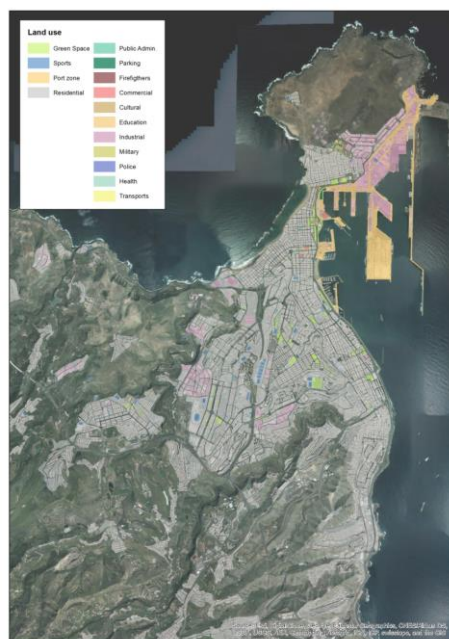 Land use
Green Space
Sports
Port zone
Residential
Public Admin.
Parking
Firefigthers
Commercial
Cultural
Education
Industrial
Military
Police
Health
Transports